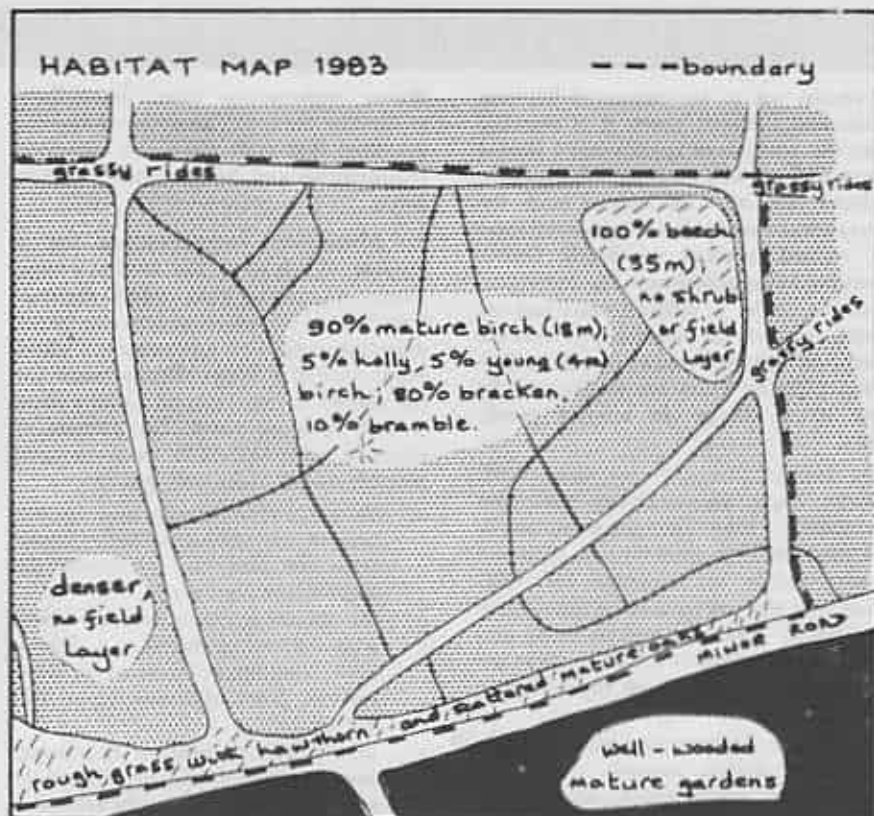 HABITAT MAP 1983
boundary
grassy rides
grassy rides
100% beech
(35m);
no shrub
or field
layer
grassy rides
90% mature birch (18m);
5% holly, 5% young (4m)
birch; 80% bracken,
10% bramble.
denser,
no field
layer
rough grass with hawthorn and scattered mature oaks
MINOR ROAD
well-wooded
mature gardens